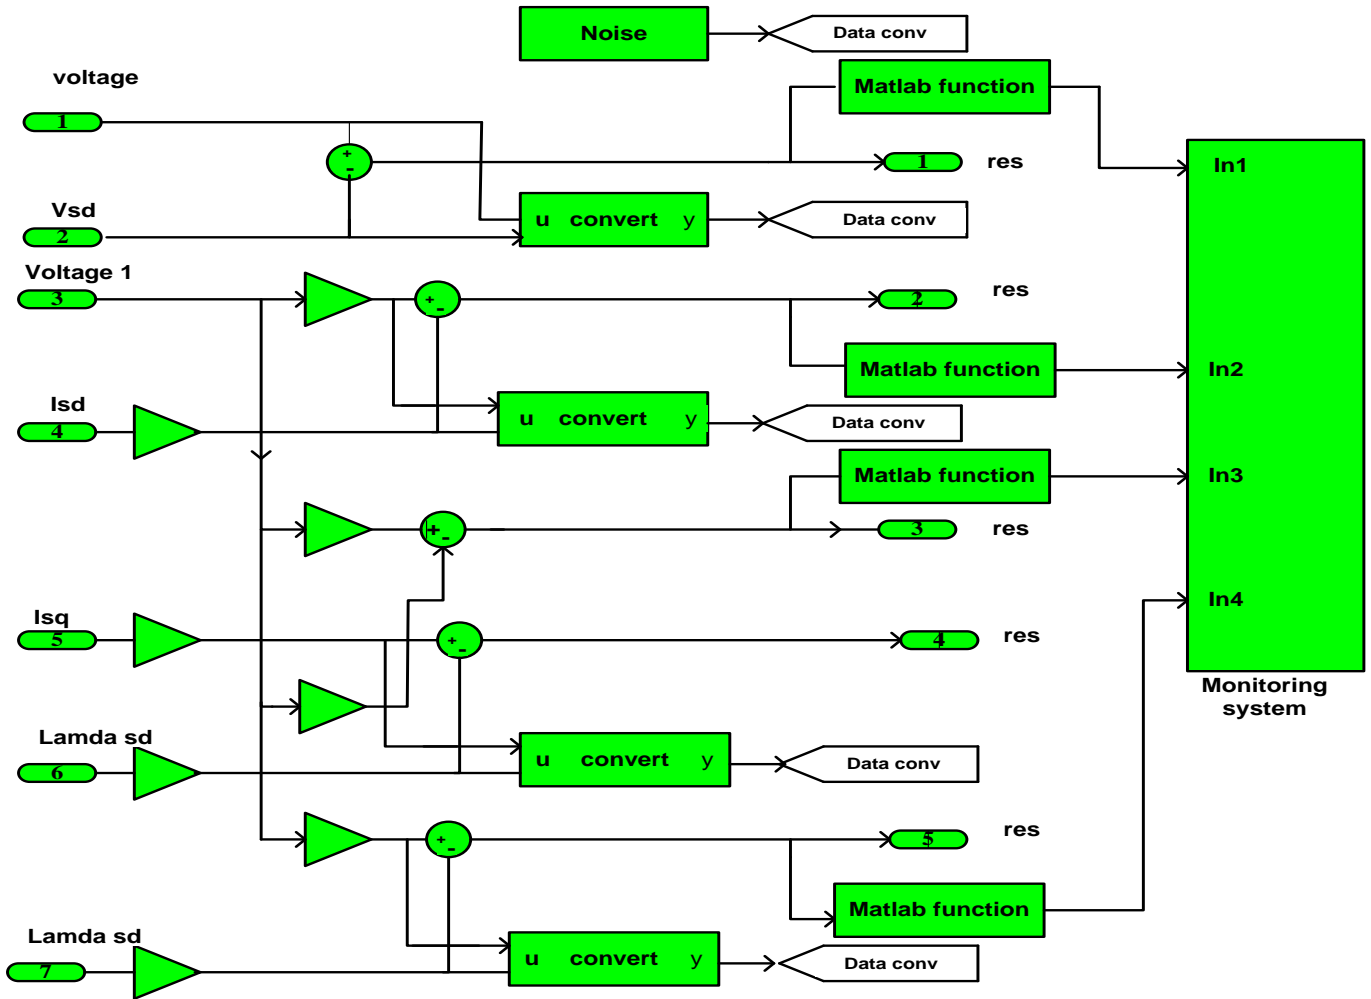 Noise
Data conv
voltage
Matlab function
1
+
-
1
res
In1
Vsd
2
u convert y
Data conv
Voltage 1
3
+
-
2
res
Matlab function
In2
Isd
4
u convert y
Data conv
Matlab function
In3
+
-
3
res
In4
Isq
5
+
-
4
res
Monitoring
system
Lamda sd
6
u convert y
Data conv
+
-
5
res
Matlab function
Lamda sd
7
u convert y
Data conv